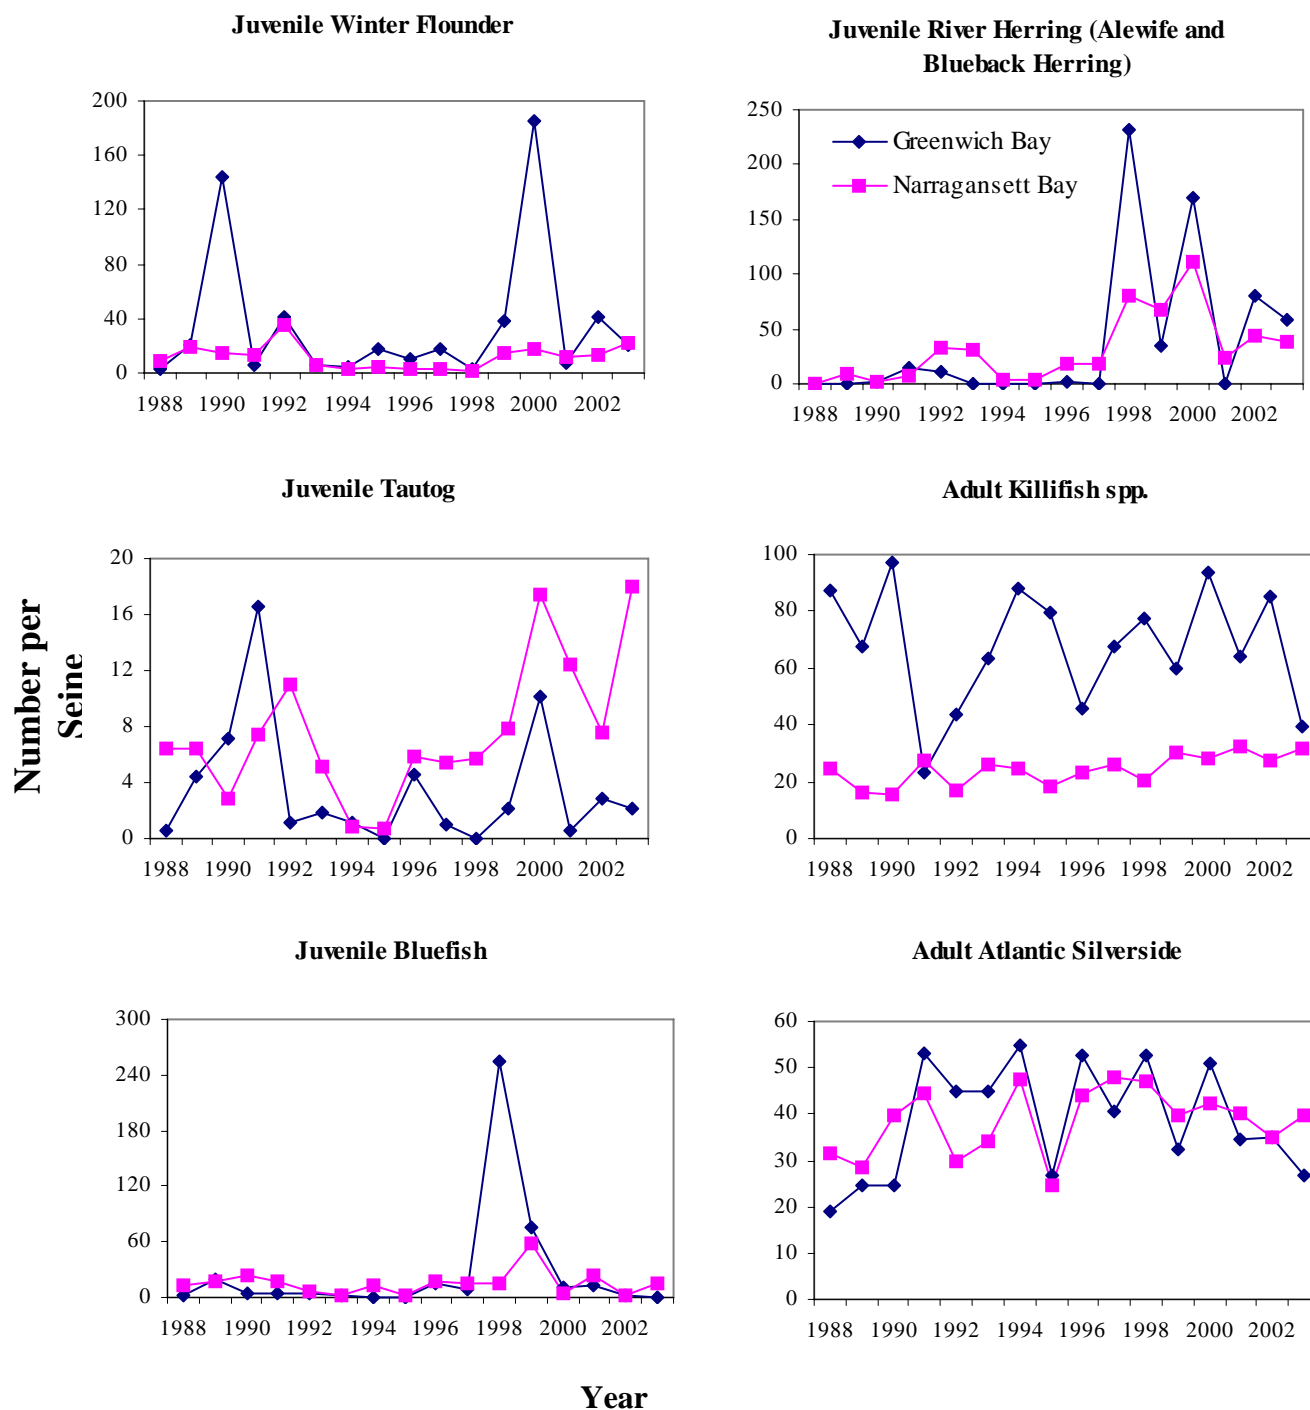 Juvenile Winter Flounder
200
160
120
80
40
0
1988 1990 1992 1994 1996 1998 2000 2002
Juvenile River Herring (Alewife and
Blueback Herring)
250
200
150
100
50
0
Greenwich Bay
Narragansett Bay
1988 1990 1992 1994 1996 1998 2000 2002
Number per
Seine
Juvenile Tautog
20
16
12
8
4
0
1988 1990 1992 1994 1996 1998 2000 2002
Adult Killifish spp.
100
80
60
40
20
0
1988 1990 1992 1994 1996 1998 2000 2002
Juvenile Bluefish
300
240
180
120
60
0
1988 1990 1992 1994 1996 1998 2000 2002
Adult Atlantic Silverside
60
50
40
30
20
10
0
1988 1990 1992 1994 1996 1998 2000 2002
Year